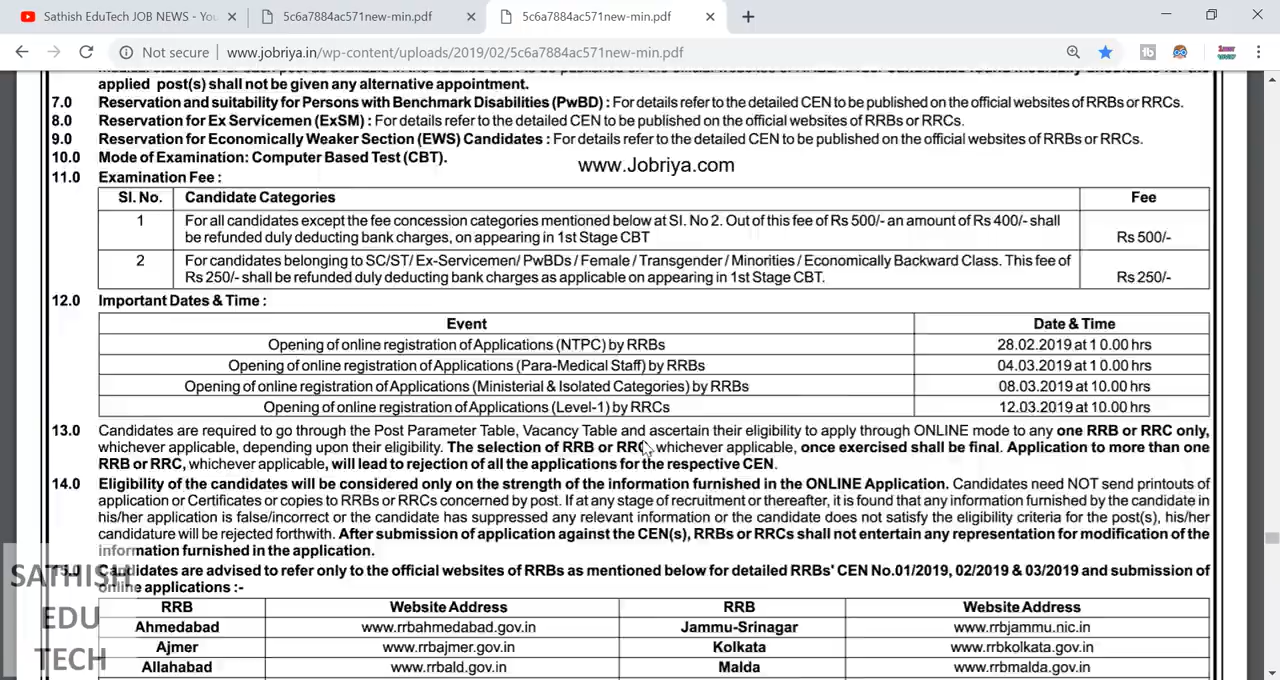 Sathish EduTech JOB NEWS - You
5c6a7884ac571new-min.pdf
5c6a7884ac571new-min.pdf
Not secure
www.jobriya.in/wp-content/uploads/2019/02/5c6a7884ac571new-min.pdf
applied post(s) shall not be given any alternative appointment.
7.0 Reservation and suitability for Persons with Benchmark Disabilities (PwBD) : For details refer to the detailed CEN to be published on the official websites of RRBs or RRCs.
8.0 Reservation for Ex Servicemen (ExSM) : For details refer to the detailed CEN to be published on the official websites of RRBs or RRCs.
9.0 Reservation for Economically Weaker Section (EWS) Candidates : For details refer to the detailed CEN to be published on the official websites of RRBs or RRCs.
10.0 Mode of Examination: Computer Based Test (CBT).
www.Jobriya.com
11.0 Examination Fee :
Sl. No. Candidate Categories Fee
1 For all candidates except the fee concession categories mentioned below at Sl. No 2. Out of this fee of Rs 500/- an amount of Rs 400/- shall
be refunded duly deducting bank charges, on appearing in 1st Stage CBT Rs 500/-
2 For candidates belonging to SC/ST/ Ex-Servicemen/ PwBDs / Female / Transgender / Minorities / Economically Backward Class. This fee of
Rs 250/- shall be refunded duly deducting bank charges as applicable on appearing in 1st Stage CBT. Rs 250/-
12.0 Important Dates & Time :
Event Date & Time
Opening of online registration of Applications (NTPC) by RRBs 28.02.2019 at 1 0.00 hrs
Opening of online registration of Applications (Para-Medical Staff) by RRBs 04.03.2019 at 1 0.00 hrs
Opening of online registration of Applications (Ministerial & Isolated Categories) by RRBs 08.03.2019 at 10.00 hrs
Opening of online registration of Applications (Level-1) by RRCs 12.03.2019 at 10.00 hrs
13.0 Candidates are required to go through the Post Parameter Table, Vacancy Table and ascertain their eligibility to apply through ONLINE mode to any one RRB or RRC only,
whichever applicable, depending upon their eligibility. The selection of RRB or RRC, whichever applicable, once exercised shall be final. Application to more than one
RRB or RRC, whichever applicable, will lead to rejection of all the applications for the respective CEN.
14.0 Eligibility of the candidates will be considered only on the strength of the information furnished in the ONLINE Application. Candidates need NOT send printouts of
application or Certificates or copies to RRBs or RRCs concerned by post. If at any stage of recruitment or thereafter, it is found that any information furnished by the candidate in
his/her application is false/incorrect or the candidate has suppressed any relevant information or the candidate does not satisfy the eligibility criteria for the post(s), his/her
candidature will be rejected forthwith. After submission of application against the CEN(s), RRBs or RRCs shall not entertain any representation for modification of the
information furnished in the application.
15.0 Candidates are advised to refer only to the official websites of RRBs as mentioned below for detailed RRBs' CEN No.01/2019, 02/2019 & 03/2019 and submission of
online applications :-
RRB Website Address RRB Website Address
Ahmedabad www.rrbahmedabad.gov.in Jammu-Srinagar www.rrbjammu.nic.in
Ajmer www.rrbajmer.gov.in Kolkata www.rrbkolkata.gov.in
Allahabad www.rrbald.gov.in Malda www.rrbmalda.gov.in
SATHISH
EDU
TECH